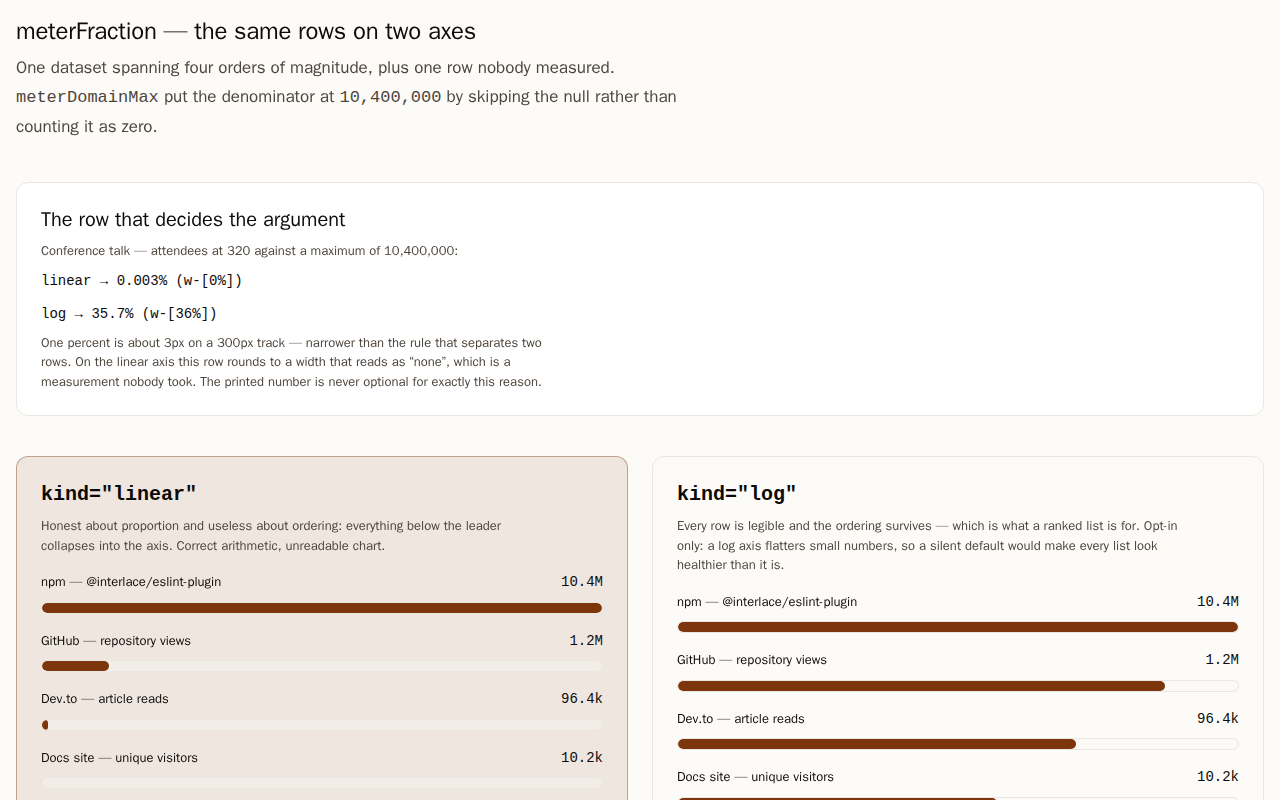 meterFraction — the same rows on two axes
One dataset spanning four orders of magnitude, plus one row nobody measured.
meterDomainMax put the denominator at 10,400,000 by skipping the null rather than
counting it as zero.
The row that decides the argument
Conference talk — attendees at 320 against a maximum of 10,400,000:
linear → 0.003% (w-[0%])
log → 35.7% (w-[36%])
One percent is about 3px on a 300px track — narrower than the rule that separates two
rows. On the linear axis this row rounds to a width that reads as “none”, which is a
measurement nobody took. The printed number is never optional for exactly this reason.
kind="linear"
Honest about proportion and useless about ordering: everything below the leader
collapses into the axis. Correct arithmetic, unreadable chart.
npm — @interlace/eslint-plugin 10.4M
GitHub — repository views 1.2M
Dev.to — article reads 96.4k
Docs site — unique visitors 10.2k
kind="log"
Every row is legible and the ordering survives — which is what a ranked list is for. Opt-in
only: a log axis flatters small numbers, so a silent default would make every list look
healthier than it is.
npm — @interlace/eslint-plugin 10.4M
GitHub — repository views 1.2M
Dev.to — article reads 96.4k
Docs site — unique visitors 10.2k